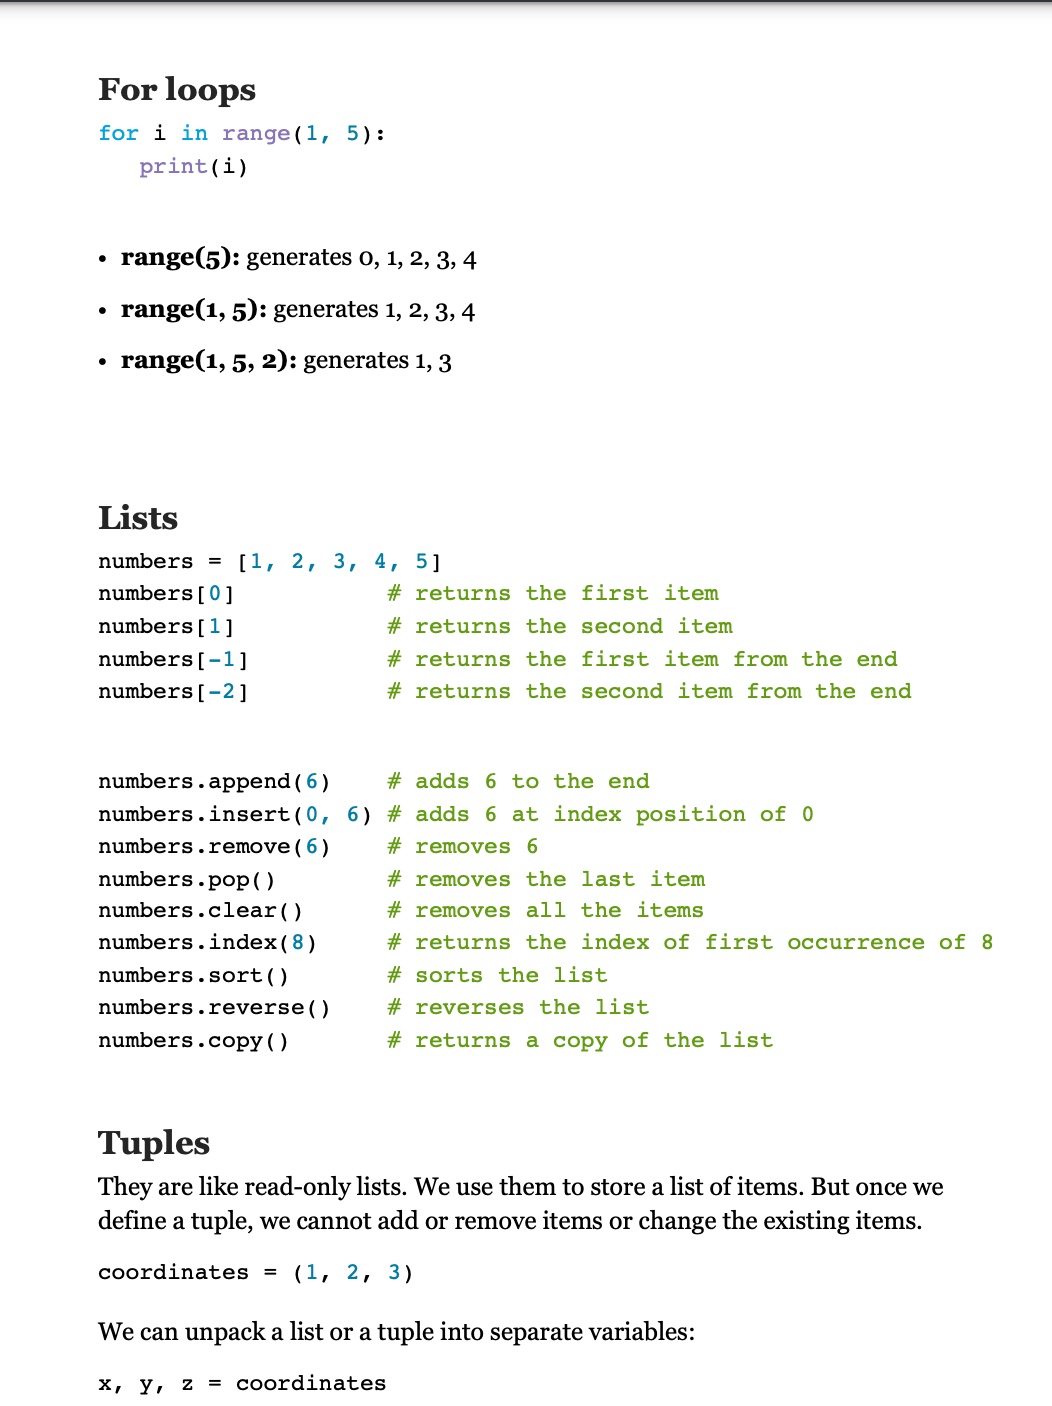 For loops
for i in range(1, 5):
   print(i)
• range(5): generates 0, 1, 2, 3, 4
• range(1, 5): generates 1, 2, 3, 4
• range(1, 5, 2): generates 1, 3
Lists
numbers = [1, 2, 3, 4, 5]
numbers[0]           # returns the first item
numbers[1]           # returns the second item
numbers[-1]          # returns the first item from the end
numbers[-2]          # returns the second item from the end
numbers.append(6)    # adds 6 to the end
numbers.insert(0, 6) # adds 6 at index position of 0
numbers.remove(6)    # removes 6
numbers.pop()        # removes the last item
numbers.clear()      # removes all the items
numbers.index(8)     # returns the index of first occurrence of 8
numbers.sort()       # sorts the list
numbers.reverse()    # reverses the list
numbers.copy()       # returns a copy of the list
Tuples
They are like read-only lists. We use them to store a list of items. But once we
define a tuple, we cannot add or remove items or change the existing items.
coordinates = (1, 2, 3)
We can unpack a list or a tuple into separate variables:
x, y, z = coordinates